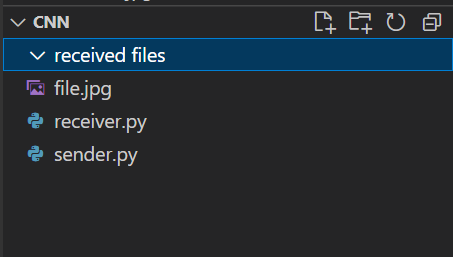 CNN
received files
file.jpg
receiver.py
sender.py